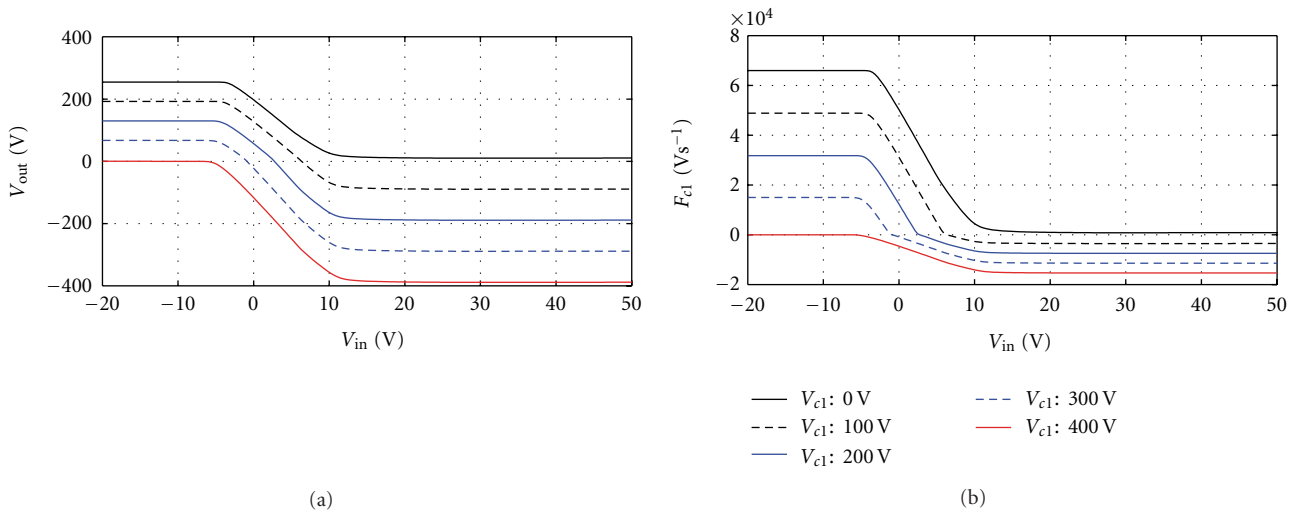 400
200
0
−200
−400
−20
−10
0
10
20
30
40
50
V_out (V)
V_in (V)
(a)
×10^4
8
6
4
2
0
−2
−20
−10
0
10
20
30
40
50
F_c1 (Vs^−1)
V_in (V)
V_c1: 0 V
V_c1: 100 V
V_c1: 200 V
V_c1: 300 V
V_c1: 400 V
(b)